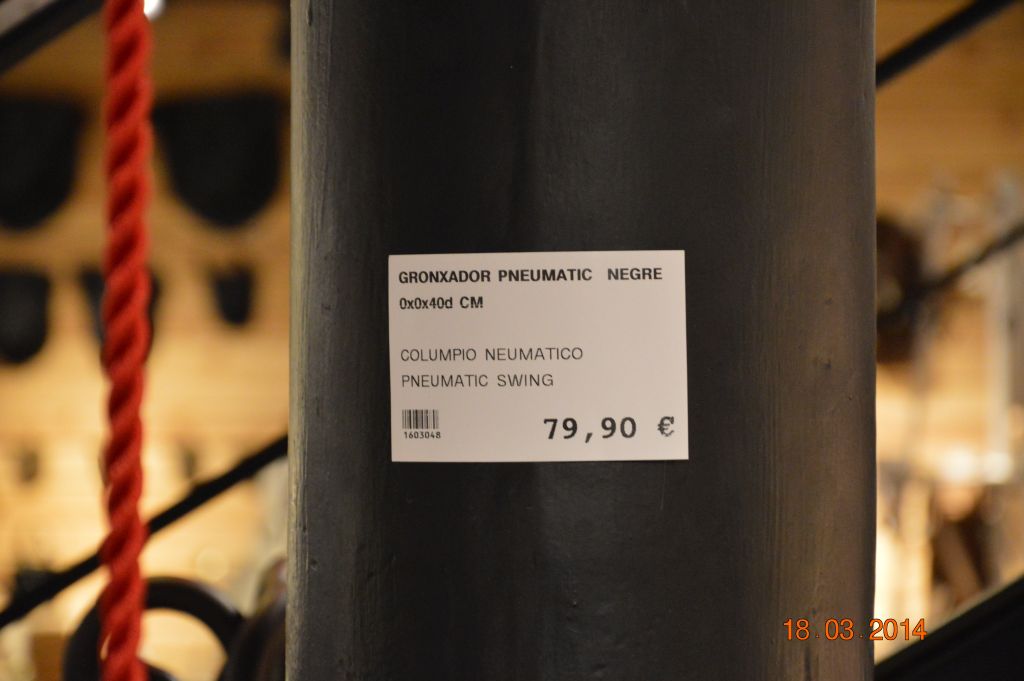 GRONXADOR PNEUMATIC NEGRE
0x0x40d CM
COLUMPIO NEUMATICO
PNEUMATIC SWING
1603048
79,90 €
18.03.2014